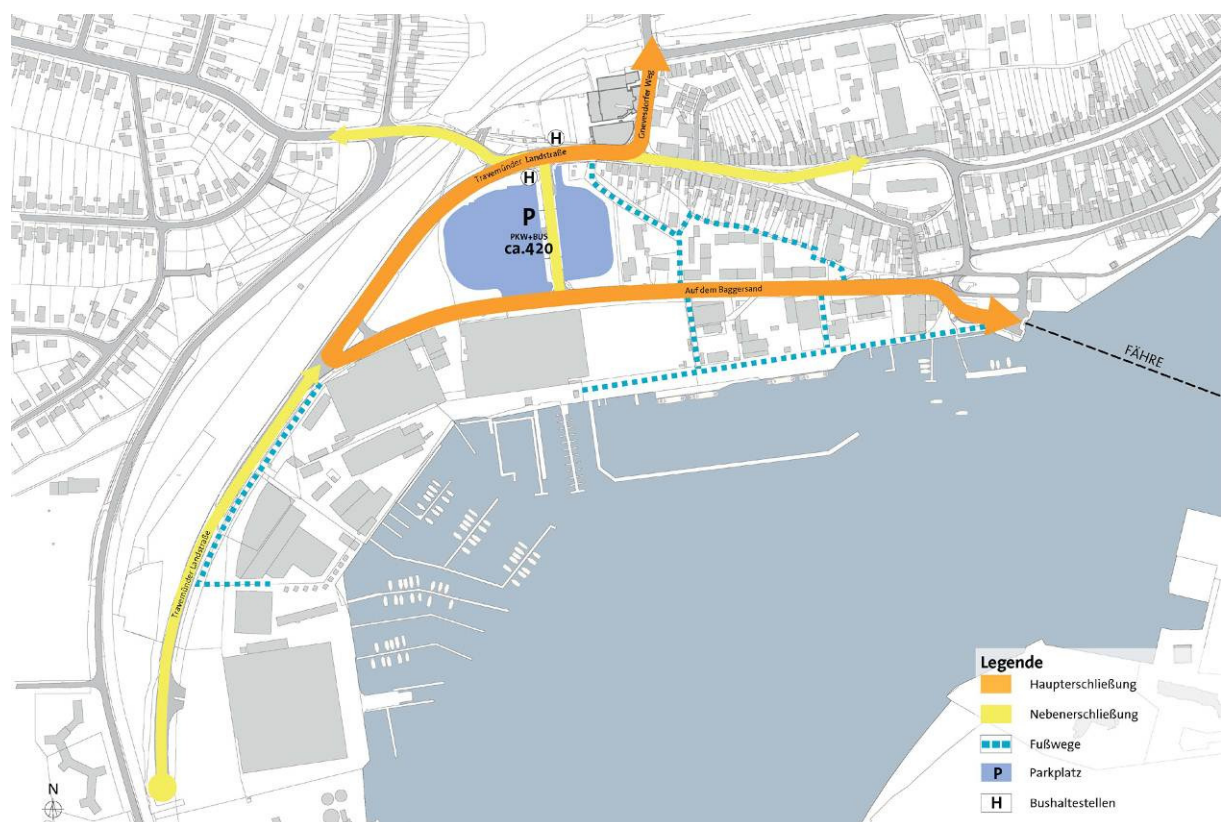 Gnevesdorfer Weg
H
Travemünder Landstraße
H
P
PKW+BUS
ca.420
Auf dem Baggersand
FÄHRE
Travemünder Landstraße
Legende
Haupterschließung
Nebenerschließung
Fußwege
P Parkplatz
H Bushaltestellen
N